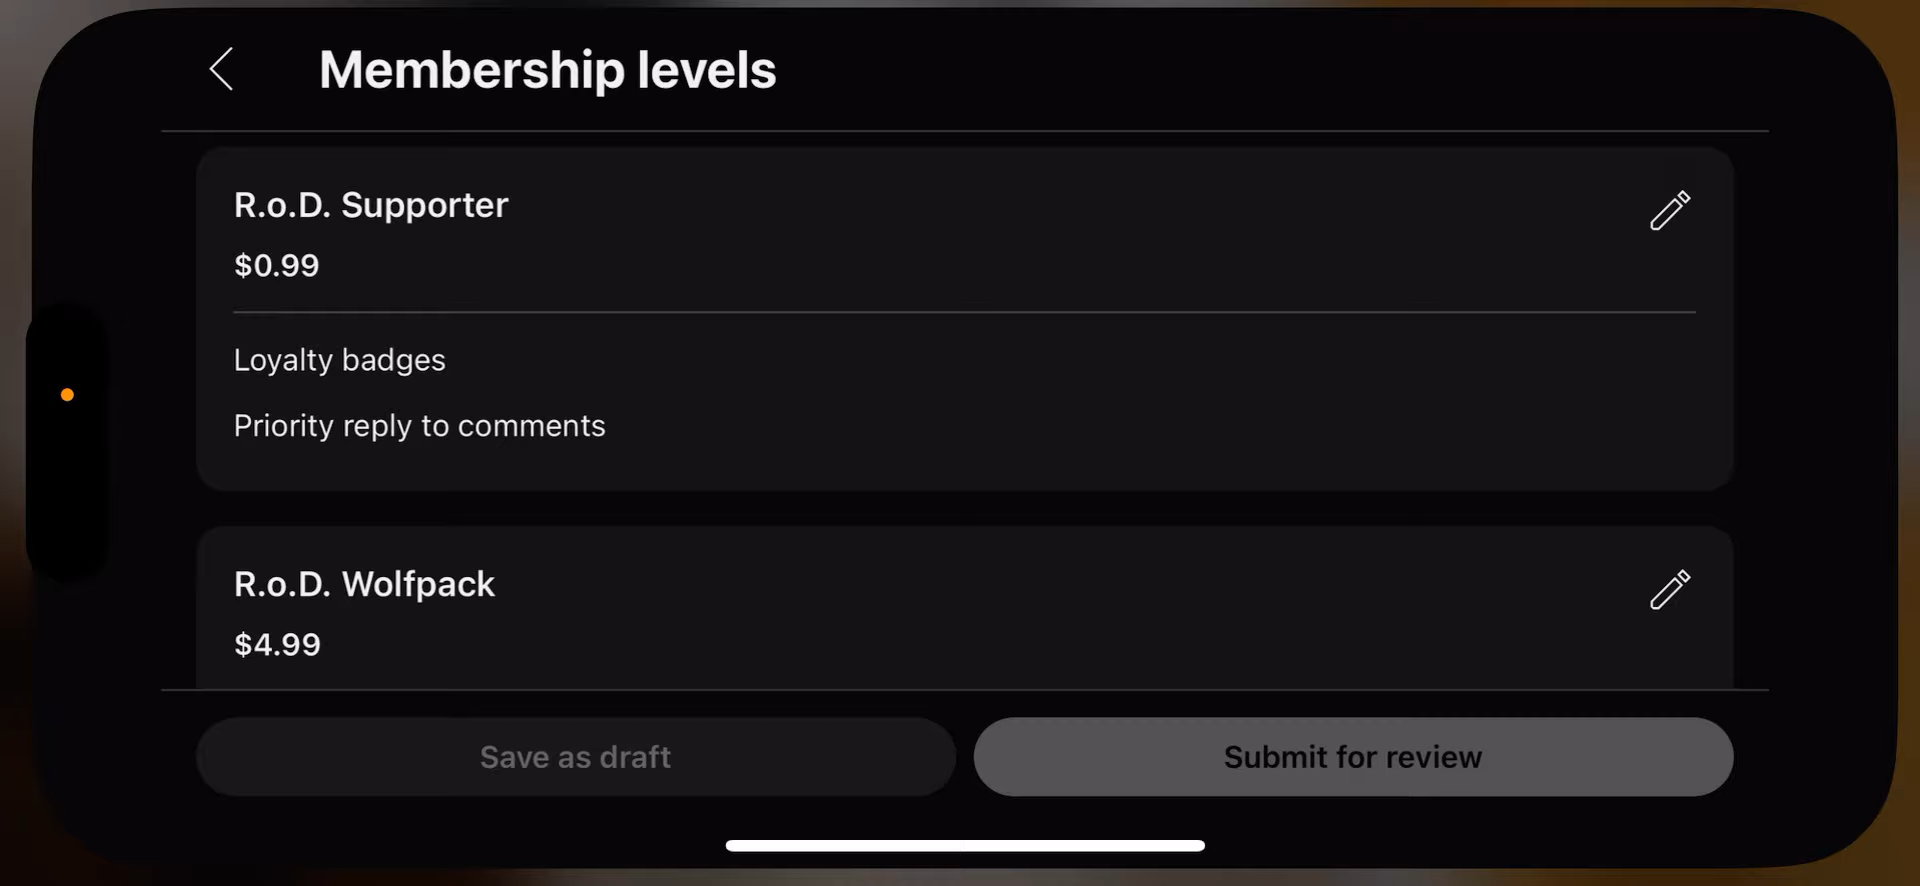 Membership levels
R.o.D. Supporter
$0.99
Loyalty badges
Priority reply to comments
R.o.D. Wolfpack
$4.99
Save as draft
Submit for review